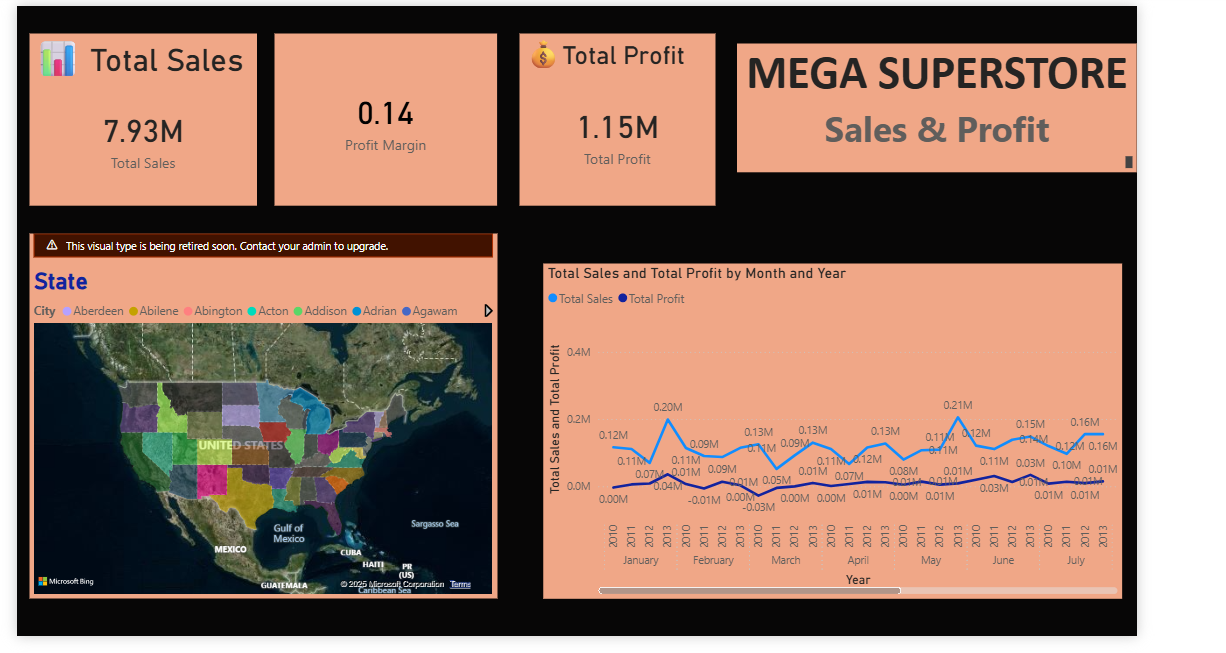 Total Sales
7.93M
Total Sales
0.14
Profit Margin
Total Profit
1.15M
Total Profit
MEGA SUPERSTORE
Sales & Profit
This visual type is being retired soon. Contact your admin to upgrade.
State
City Aberdeen Abilene Abington Acton Addison Adrian Agawam
UNITED STATES
Gulf of
Mexico
Sargasso Sea
MEXICO
CUBA
HAITI
PR
(US)
GUATEMALA
Caribbean Sea
Microsoft Bing
© 2025 Microsoft Corporation Terms
Total Sales and Total Profit by Month and Year
Total Sales Total Profit
Total Sales and Total Profit
0.4M
0.2M
0.0M
0.12M 0.11M 0.07M 0.20M 0.11M 0.09M 0.09M 0.13M 0.11M 0.05M 0.09M 0.13M 0.11M 0.07M 0.12M 0.13M 0.08M 0.11M 0.11M 0.21M 0.12M 0.11M 0.15M 0.14M 0.12M 0.10M 0.16M 0.16M
0.00M 0.04M 0.01M -0.01M 0.00M 0.01M -0.03M 0.00M 0.01M 0.00M 0.01M 0.00M 0.01M 0.01M 0.01M 0.03M 0.03M 0.01M 0.01M 0.01M 0.01M
2010 2011 2012 2013 2010 2011 2012 2013 2010 2011 2012 2013 2010 2011 2012 2013 2010 2011 2012 2013 2010 2011 2012 2013 2010 2011 2012 2013
January February March April May June July
Year